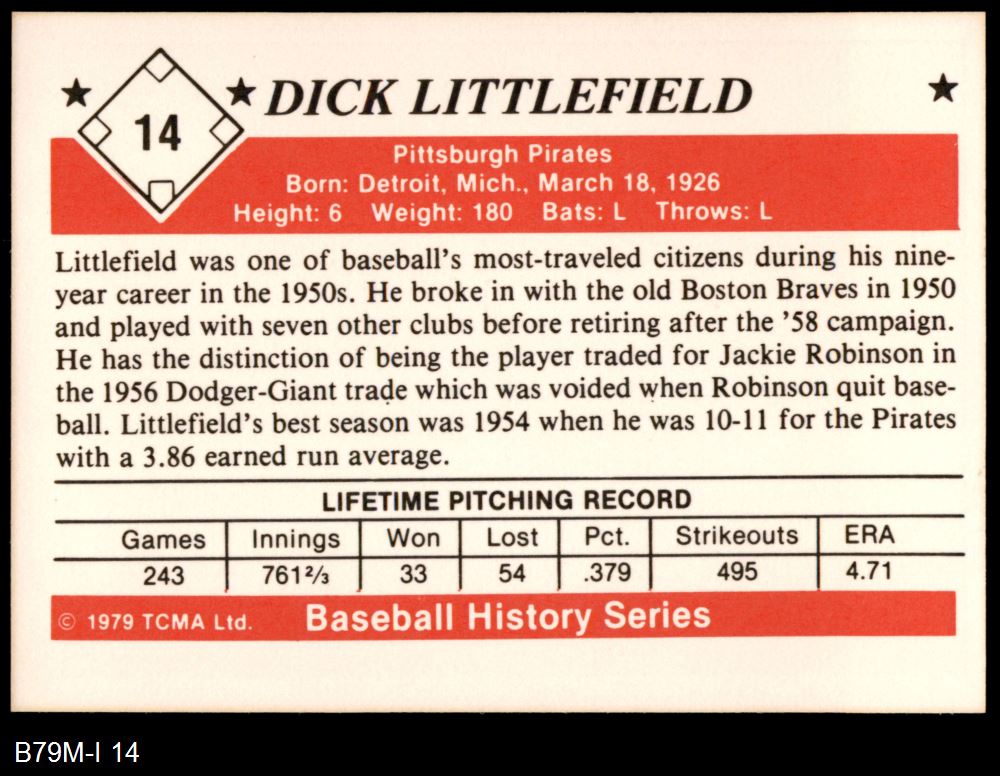 14
DICK LITTLEFIELD
Pittsburgh Pirates
Born: Detroit, Mich., March 18, 1926
Height: 6 Weight: 180 Bats: L Throws: L
Littlefield was one of baseball's most-traveled citizens during his nine-
year career in the 1950s. He broke in with the old Boston Braves in 1950
and played with seven other clubs before retiring after the '58 campaign.
He has the distinction of being the player traded for Jackie Robinson in
the 1956 Dodger-Giant trade which was voided when Robinson quit base-
ball. Littlefield's best season was 1954 when he was 10-11 for the Pirates
with a 3.86 earned run average.
LIFETIME PITCHING RECORD
Games Innings Won Lost Pct. Strikeouts ERA
243 761⅔ 33 54 .379 495 4.71
© 1979 TCMA Ltd. Baseball History Series
B79M-I 14